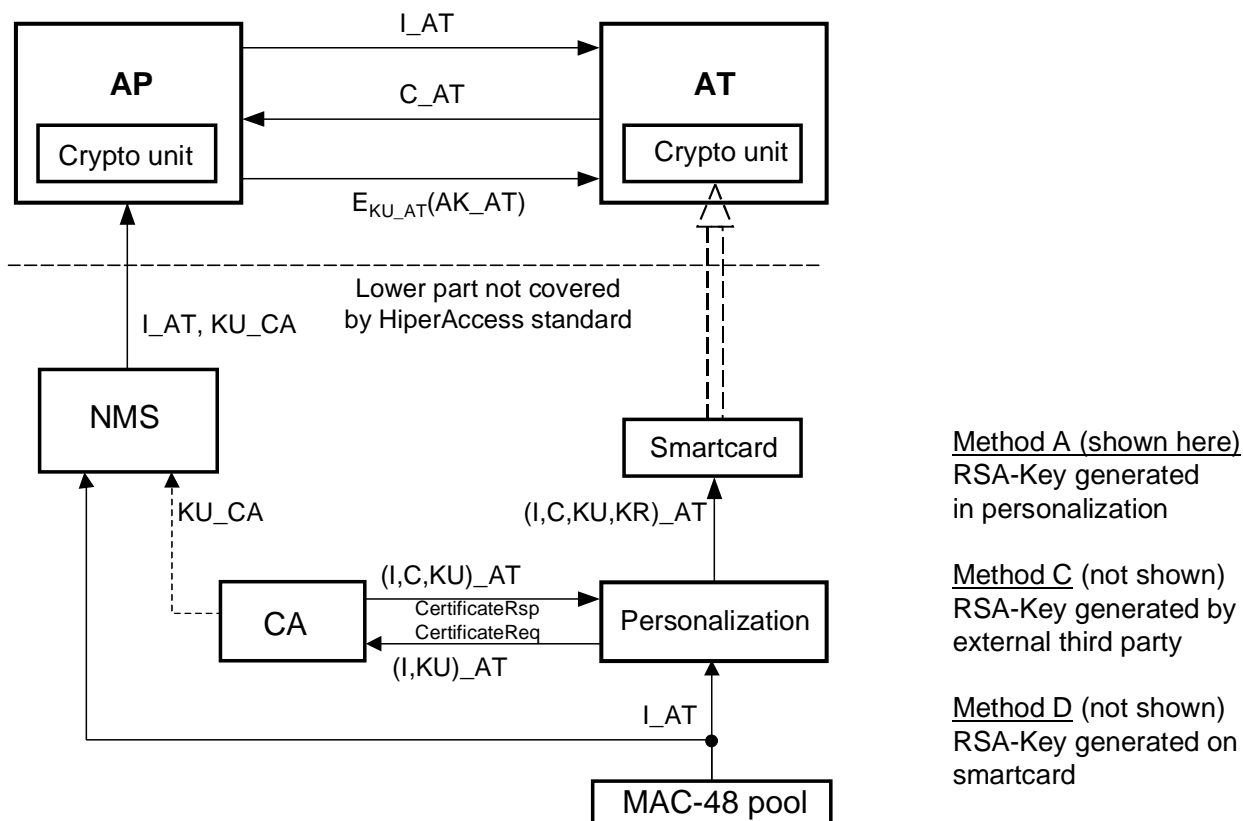 I_AT
AP
AT
C_AT
Crypto unit
Crypto unit
E_KU_AT(AK_AT)
Lower part not covered
by HiperAccess standard
I_AT, KU_CA
NMS
Smartcard
KU_CA
(I,C,KU,KR)_AT
(I,C,KU)_AT
CertificateRsp
CA
Personalization
CertificateReq
(I,KU)_AT
I_AT
MAC-48 pool
Method A (shown here)
RSA-Key generated
in personalization
Method C (not shown)
RSA-Key generated by
external third party
Method D (not shown)
RSA-Key generated on
smartcard